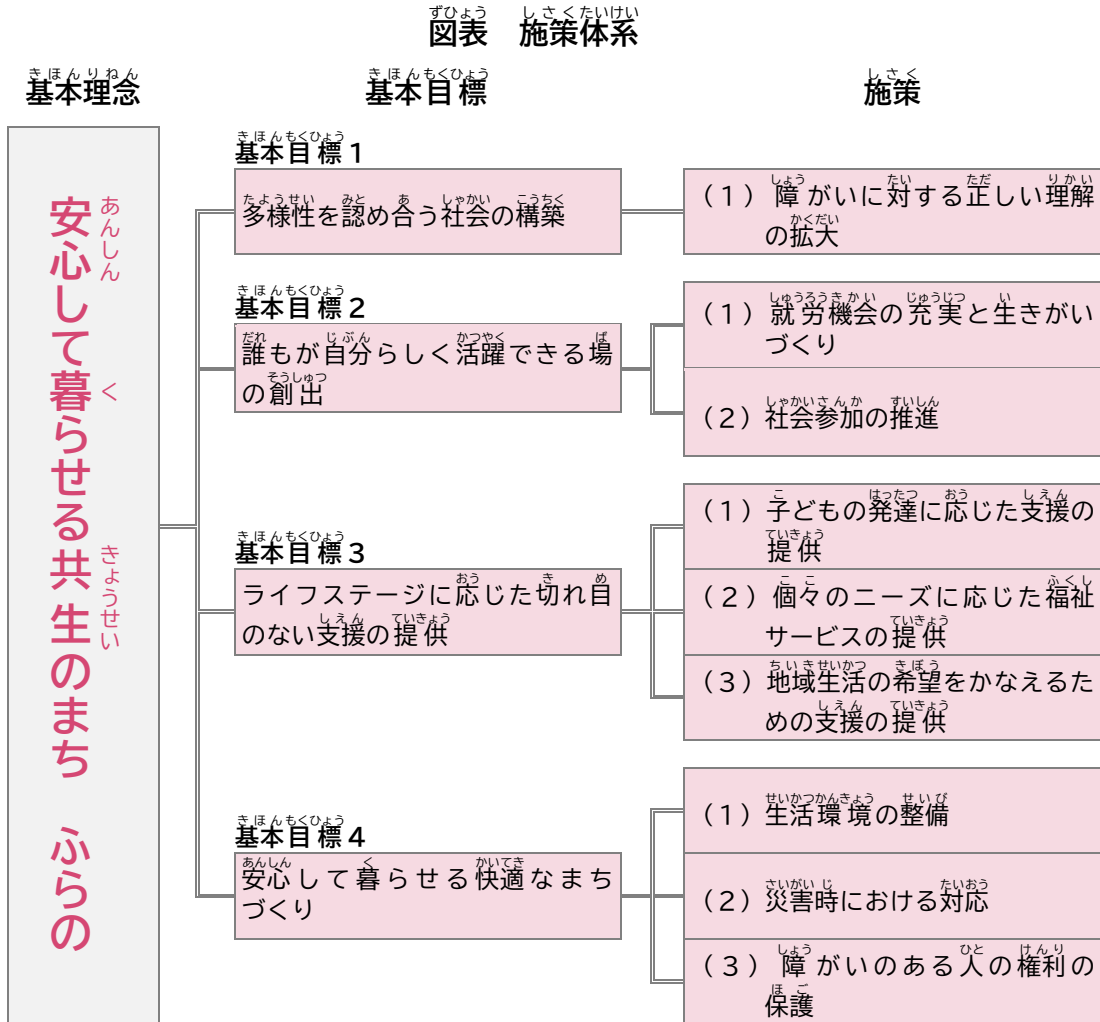 図表　施策体系
基本理念
基本目標
施策
安心して暮らせる共生のまち　ふらの
基本目標1
多様性を認め合う社会の構築
（1）障がいに対する正しい理解
の拡大
基本目標2
誰もが自分らしく活躍できる場
の創出
（1）就労機会の充実と生きがい
づくり
（2）社会参加の推進
基本目標3
ライフステージに応じた切れ目
のない支援の提供
（1）子どもの発達に応じた支援の
提供
（2）個々のニーズに応じた福祉
サービスの提供
（3）地域生活の希望をかなえるた
めの支援の提供
基本目標4
安心して暮らせる快適なまち
づくり
（1）生活環境の整備
（2）災害時における対応
（3）障がいのある人の権利の
保護